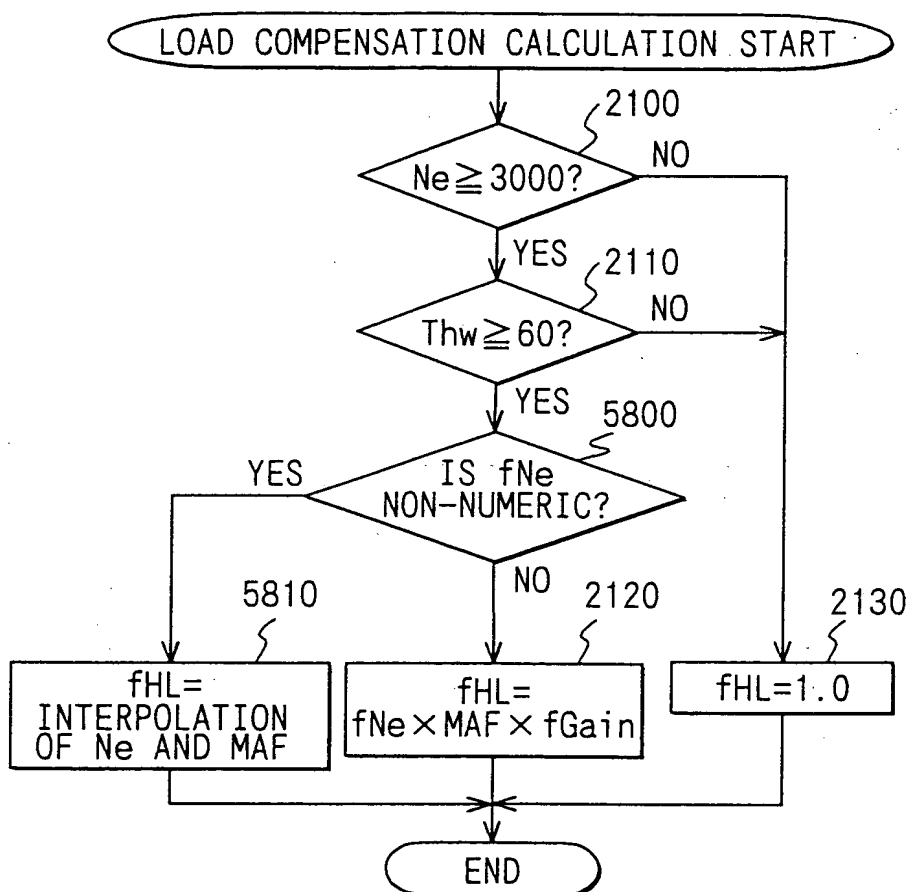 LOAD COMPENSATION CALCULATION START
2100
Ne≧3000?
NO
YES
2110
Thw≧60?
NO
YES
5800
IS fNe
NON-NUMERIC?
YES
NO
5810
fHL=
INTERPOLATION
OF Ne AND MAF
2120
fHL=
fNe×MAF×fGain
2130
fHL=1.0
END